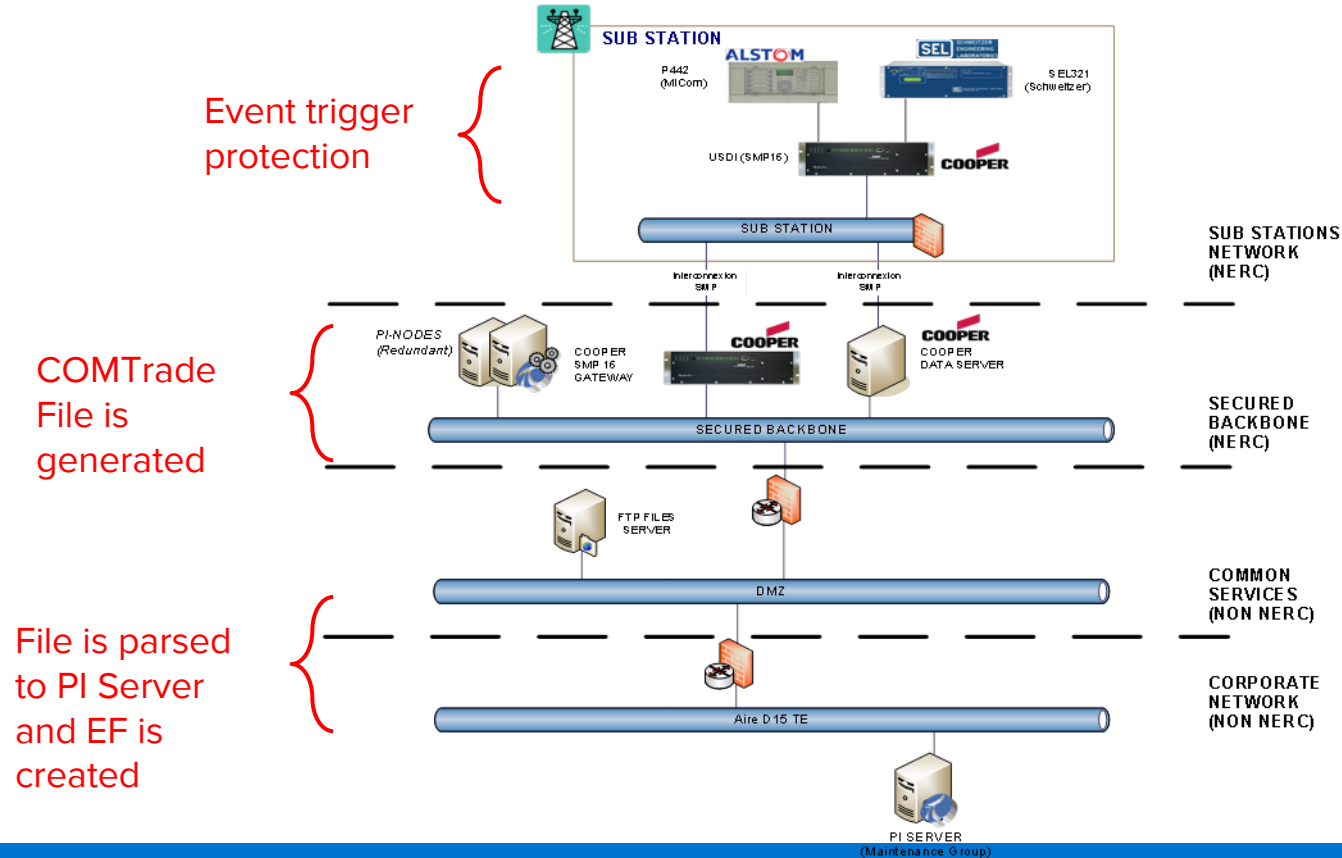 SUB STATION
ALSTOM
P442
(MiCom)
SEL SCHWEITZER
ENGINEERING
LABORATORIES
SEL321
(Schweitzer)
Event trigger
protection
USDI (SMP16)
COOPER
SUB STATION
SUB STATIONS
NETWORK
(NERC)
Interconnexion
SMP
Interconnexion
SMP
PI-NODES
(Redundant)
COOPER
SMP 16
GATEWAY
COOPER
COOPER
COOPER
DATA SERVER
COMTrade
File is
generated
SECURED BACKBONE
SECURED
BACKBONE
(NERC)
FTP FILES
SERVER
DMZ
COMMON
SERVICES
(NON NERC)
File is parsed
to PI Server
and EF is
created
CORPORATE
NETWORK
(NON NERC)
Aire D15 TE
PI SERVER
(Maintenance Group)